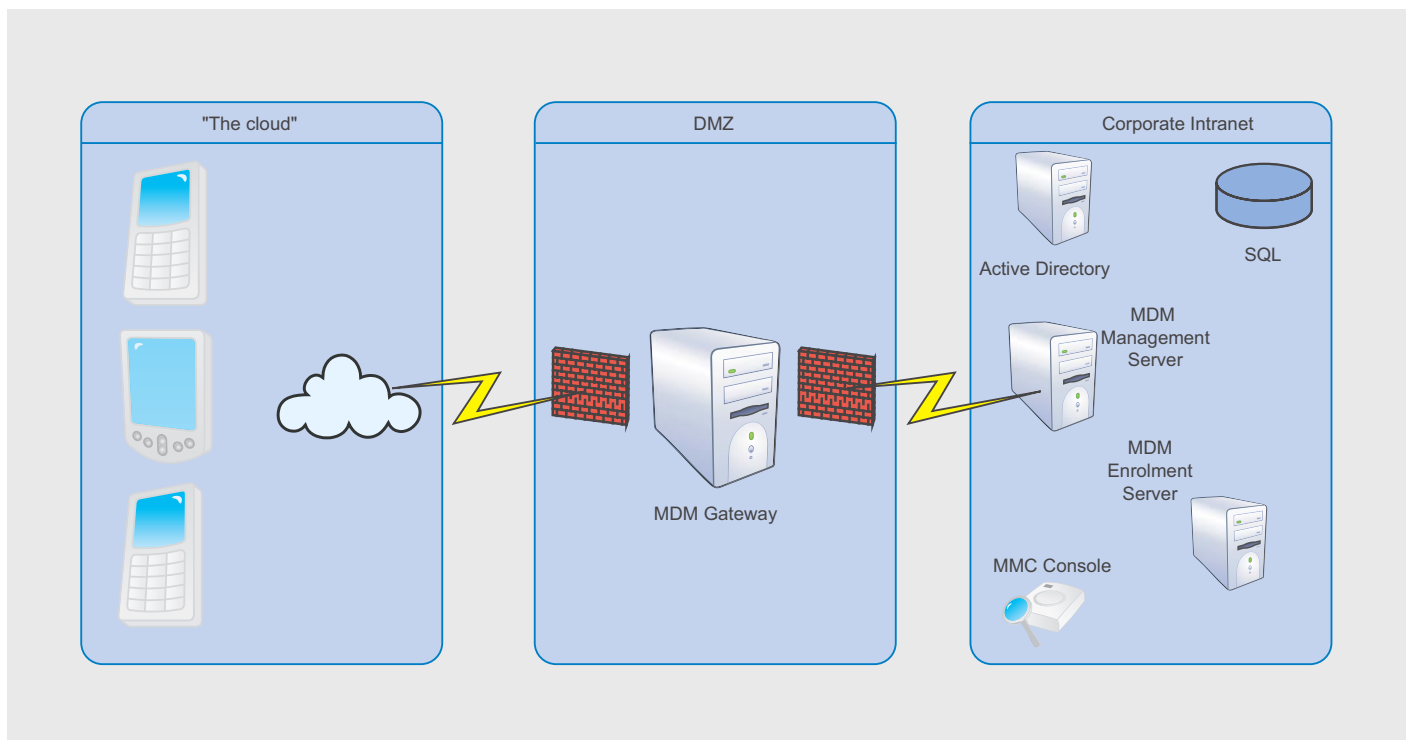 "The cloud"
DMZ
Corporate Intranet
Active Directory
SQL
MDM
Management
Server
MDM Gateway
MDM
Enrolment
Server
MMC Console